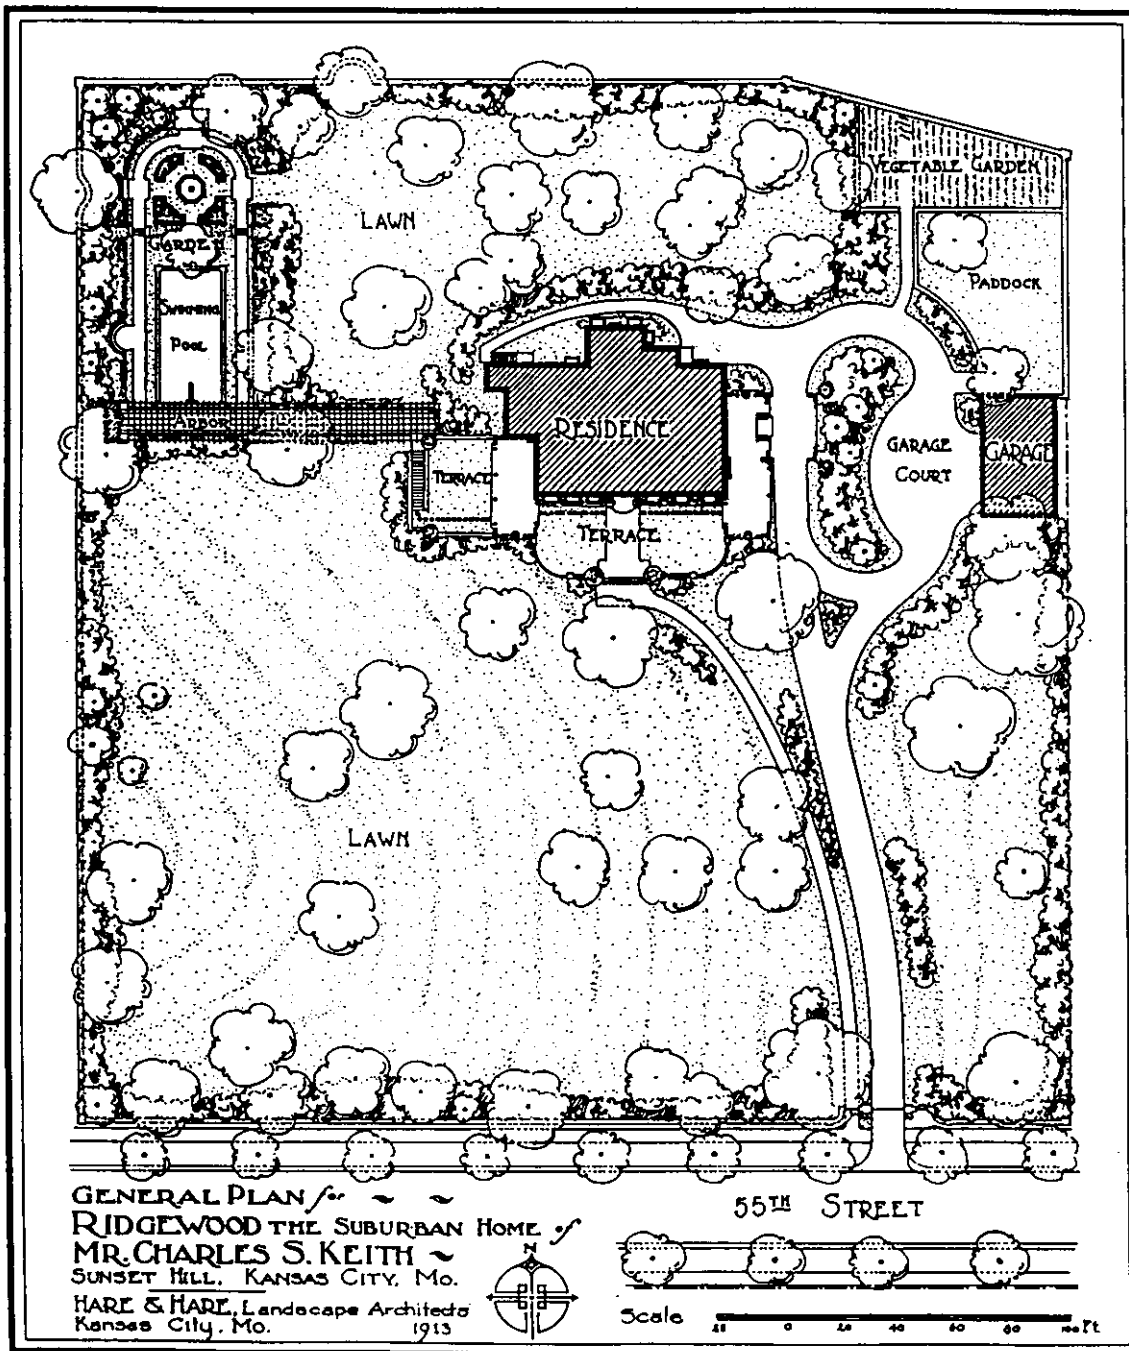 VEGETABLE GARDEN
LAWN
GARDEN
PADDOCK
SWIMMING
POOL
ARBOR
RESIDENCE
GARAGE
COURT
GARAGE
TERRACE
TERRACE
LAWN
GENERAL PLAN for ~ ~
RIDGEWOOD THE SUBURBAN HOME of
MR. CHARLES S. KEITH ~
SUNSET HILL, KANSAS CITY, MO.
HARE & HARE, Landscape Architects
Kansas City, Mo. 1913
55TH STREET
N
Scale 0 20 40 60 80 100 Ft